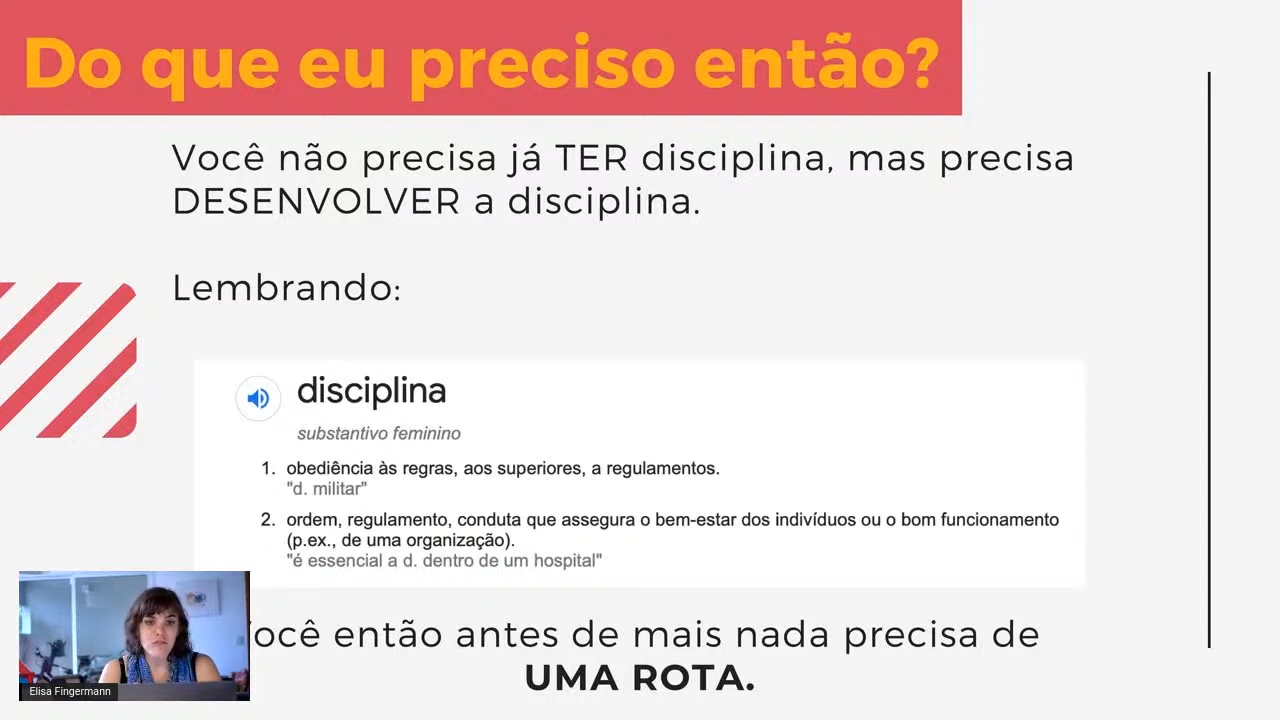 Do que eu preciso então?
Você não precisa já TER disciplina, mas precisa
DESENVOLVER a disciplina.
Lembrando:
disciplina
substantivo feminino
1. obediência às regras, aos superiores, a regulamentos.
"d. militar"
2. ordem, regulamento, conduta que assegura o bem-estar dos indivíduos ou o bom funcionamento
(p.ex., de uma organização).
"é essencial a d. dentro de um hospital"
Você então antes de mais nada precisa de
UMA ROTA.
Elisa Fingermann